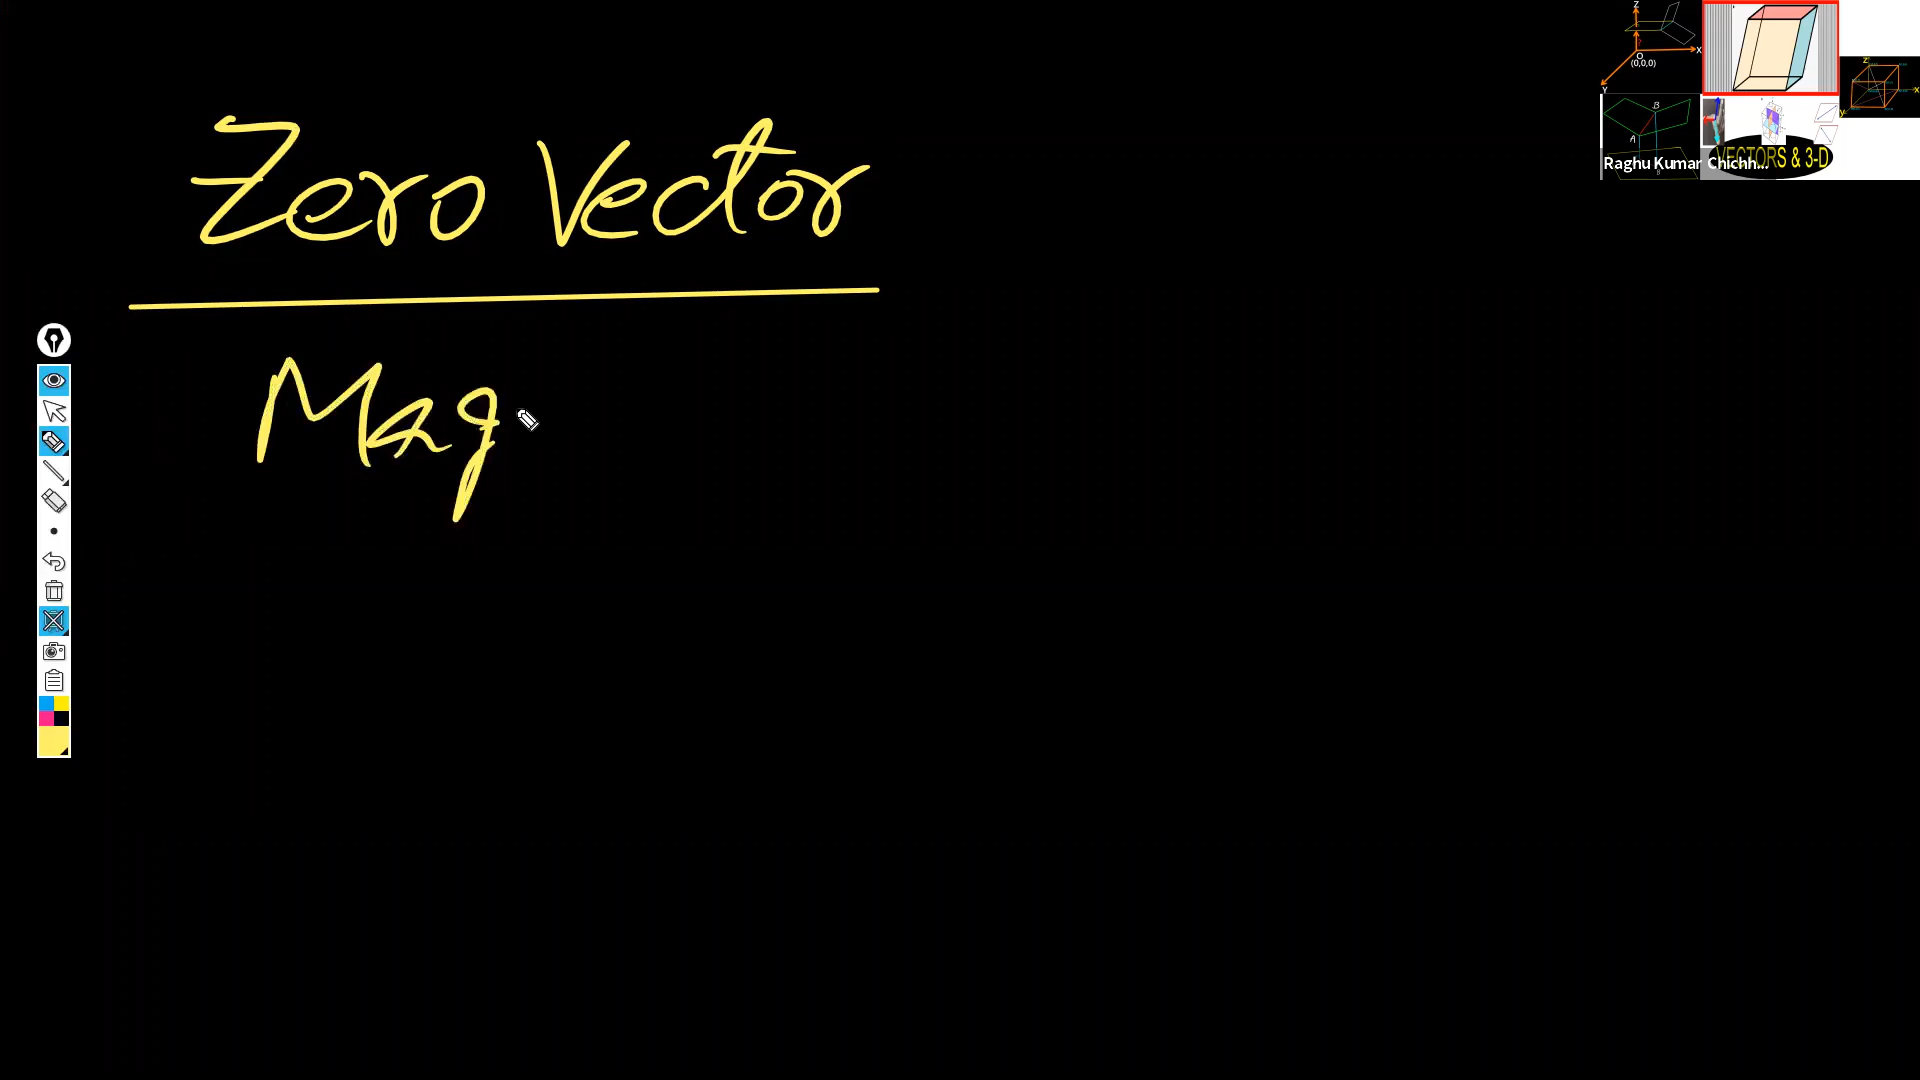 Zero Vector
Mag
Z
X
O
(0,0,0)
Y
B
A
Z
X
Y
VECTORS & 3-D
Raghu Kumar Chichh...